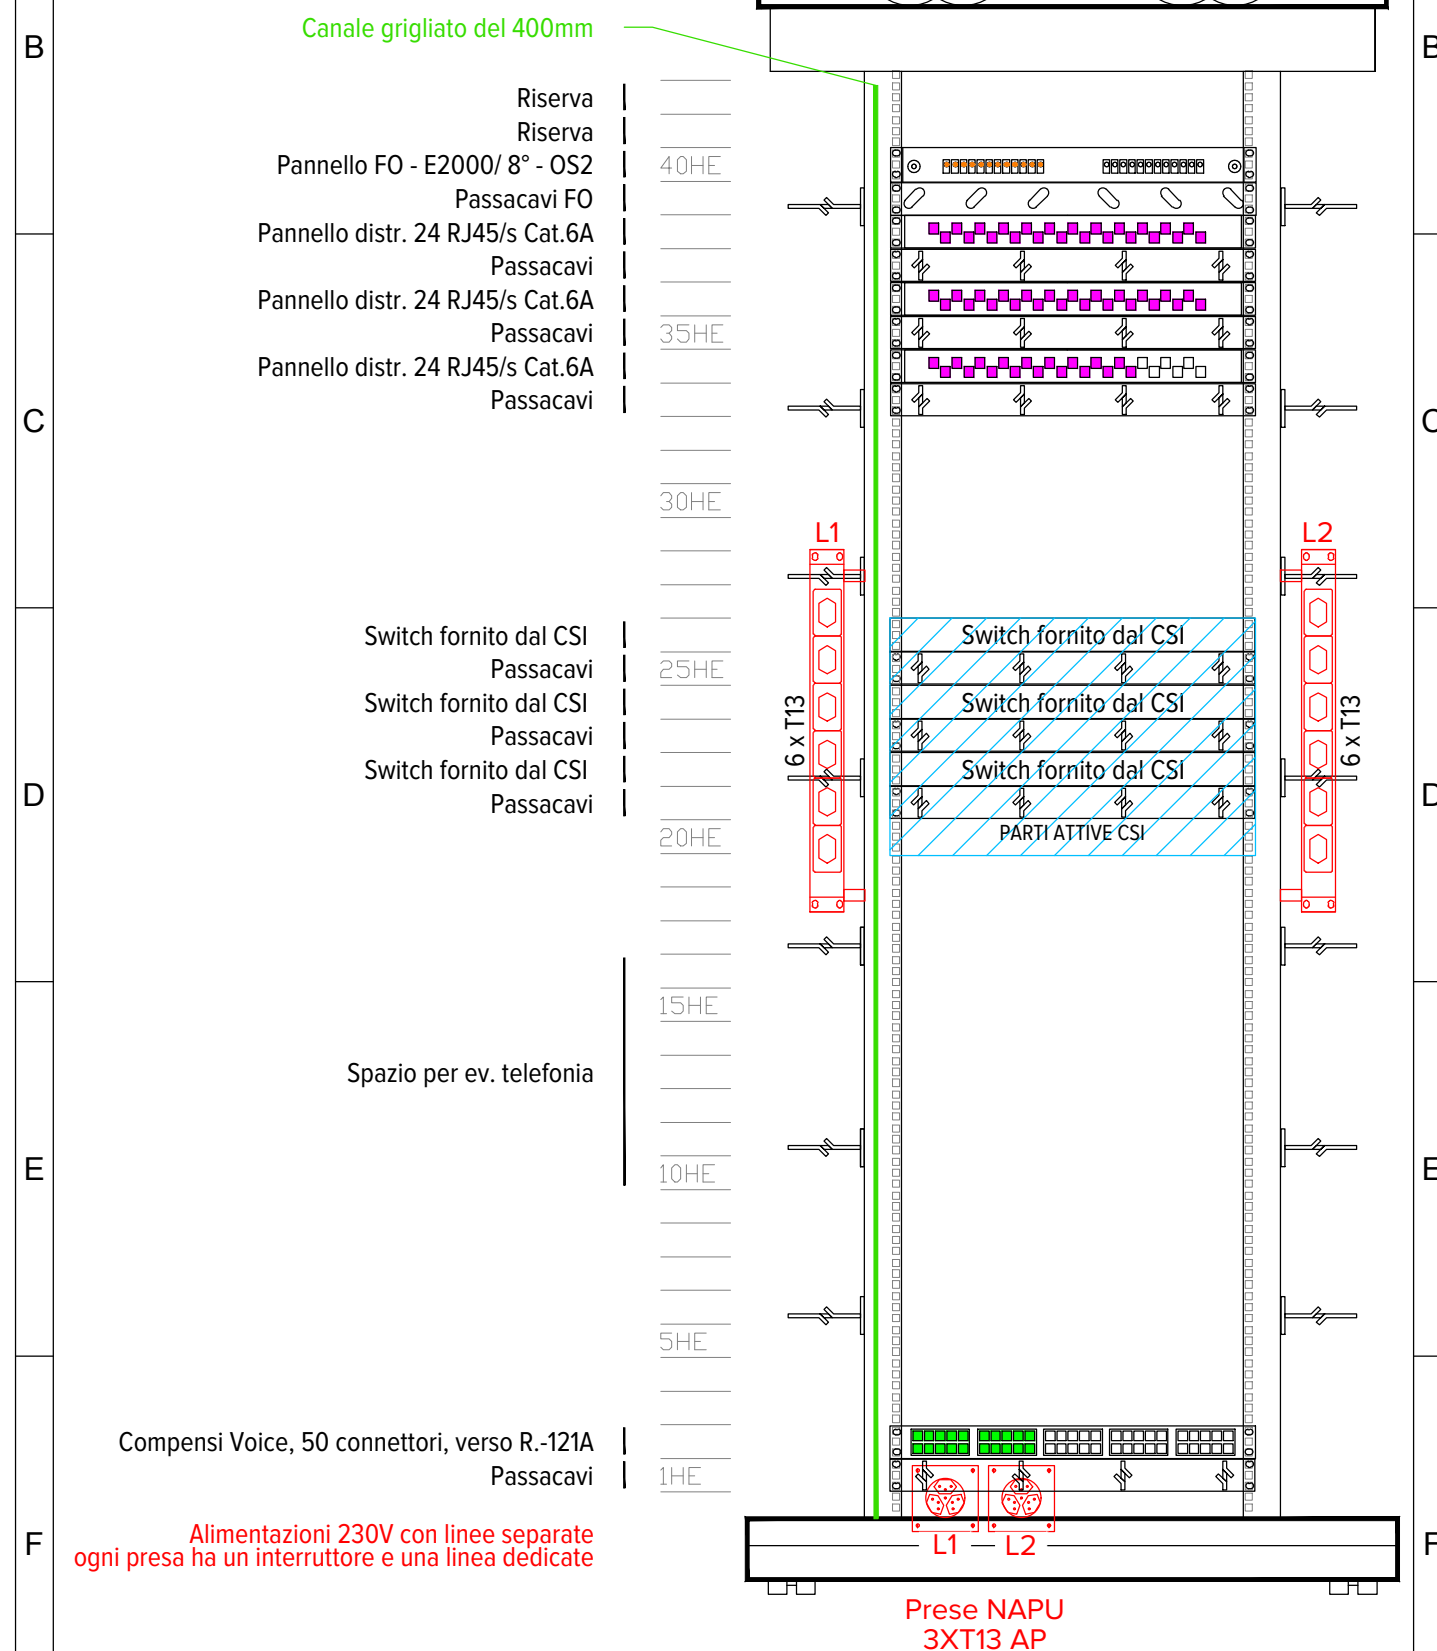 B
B
Canale grigliato del 400mm
Riserva
Riserva
Pannello FO - E2000/ 8° - OS2
40HE
Passacavi FO
Pannello distr. 24 RJ45/s Cat.6A
Passacavi
Pannello distr. 24 RJ45/s Cat.6A
Passacavi
35HE
Pannello distr. 24 RJ45/s Cat.6A
Passacavi
C
C
30HE
L1
L2
Switch fornito dal CSI
Switch fornito dal CSI
Passacavi
25HE
Switch fornito dal CSI
Switch fornito dal CSI
6 x T13
6 x T13
Passacavi
Switch fornito dal CSI
Switch fornito dal CSI
D
D
Passacavi
20HE
PARTI ATTIVE CSI
15HE
Spazio per ev. telefonia
E
E
10HE
5HE
Compensi Voice, 50 connettori, verso R.-121A
Passacavi
1HE
F
F
Alimentazioni 230V con linee separate
ogni presa ha un interruttore e una linea dedicate
L1
L2
Prese NAPU
3XT13 AP